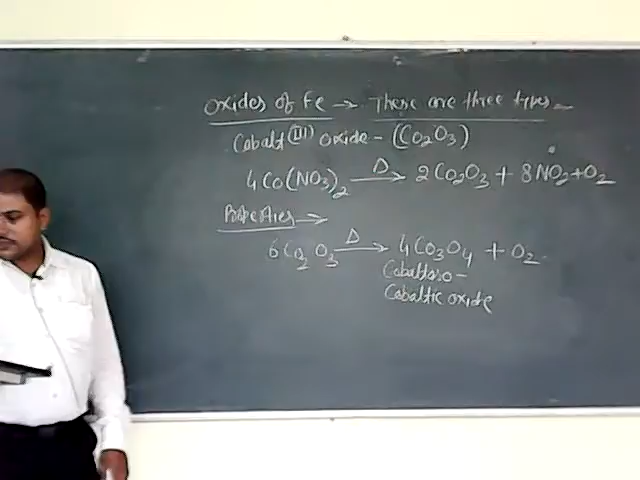 Oxides of Fe → There are three types
Cobalt (III) oxide - (Co₂O₃)
4Co(NO₃)₂ —Δ→ 2Co₂O₃ + 8NO₂ + O₂
Properties →
6Co₂O₃ —Δ→ 4Co₃O₄ + O₂
Cobalto-
Cobaltic oxide